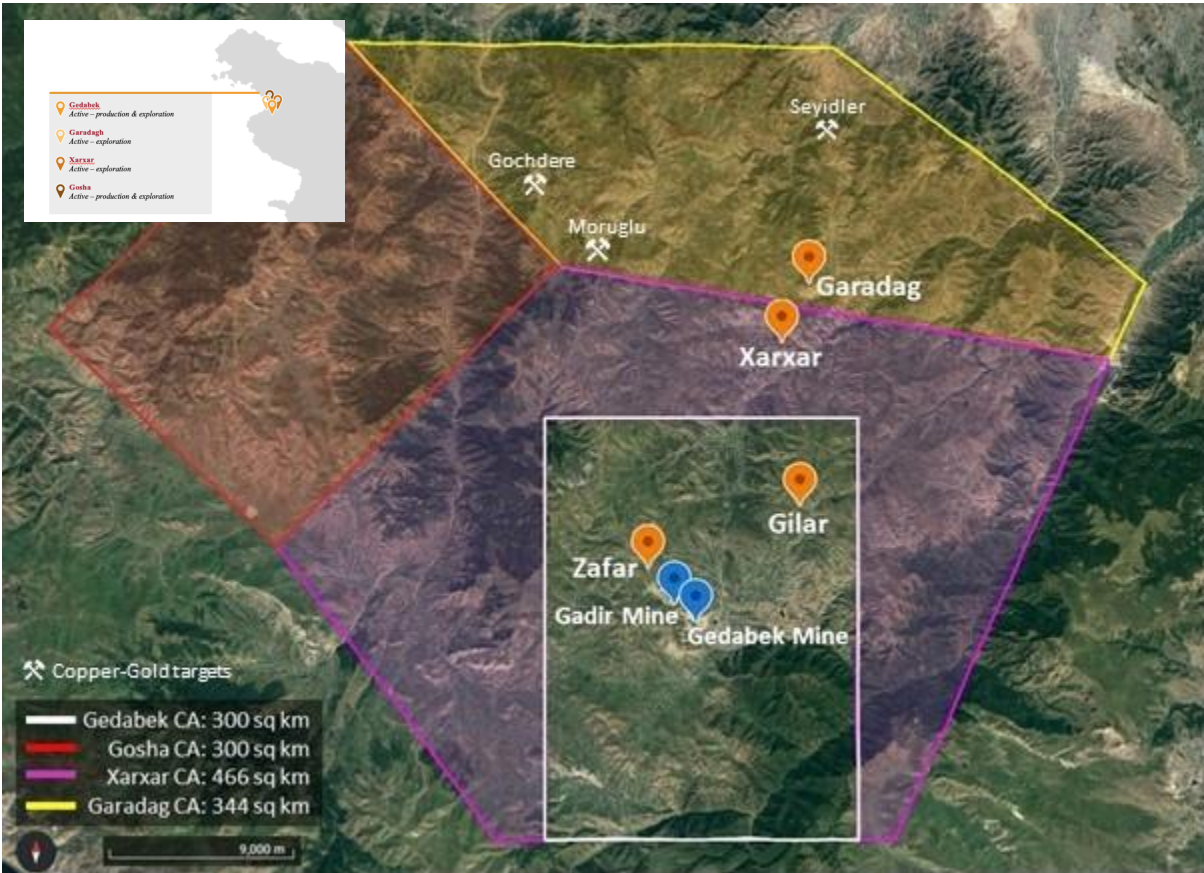 Gedabek
Active – production & exploration
Garadagh
Active – exploration
Xarxar
Active – exploration
Gosha
Active – production & exploration
Seyidler
Gochdere
Moruglu
Garadag
Xarxar
Gilar
Zafar
Gadir Mine
Gedabek Mine
Copper-Gold targets
Gedabek CA: 300 sq km
Gosha CA: 300 sq km
Xarxar CA: 466 sq km
Garadag CA: 344 sq km
9,000 m